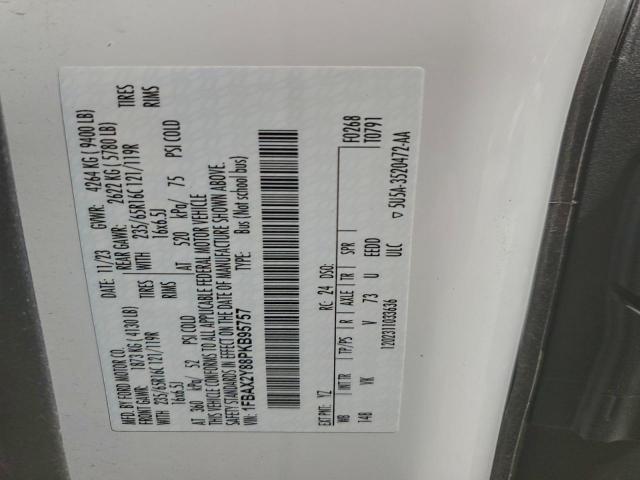 MFD. BY FORD MOTOR CO. 11/23 GVWR: 4264 KG ( 9400 LB)
FRONT GAWR: 1873 KG ( 4130 LB) REAR GAWR: 2622 KG ( 5780 LB)
235/65R16C 121/119R TIRES WITH 235/65R16C 121/119R TIRES
16x6.5J RIMS WITH 16x6.5J RIMS
AT 360 kPa/ 52 PSI COLD AT 520 kPa/ 75 PSI COLD
THIS VEHICLE CONFORMS TO ALL APPLICABLE FEDERAL MOTOR VEHICLE
SAFETY STANDARDS IN EFFECT ON THE DATE OF MANUFACTURE SHOWN ABOVE.
VIN: 1FBAX2Y88PKB95757 TYPE: Bus (Not school bus)
F0268
T0791
EXT PNT: YZ RC: 24 DSO:
WB INT TR TP/PS R AXLE TR SPR
148 VK V 73 U EEDD
1202311033636 ULC ▽ 5U5A-3520472-AA